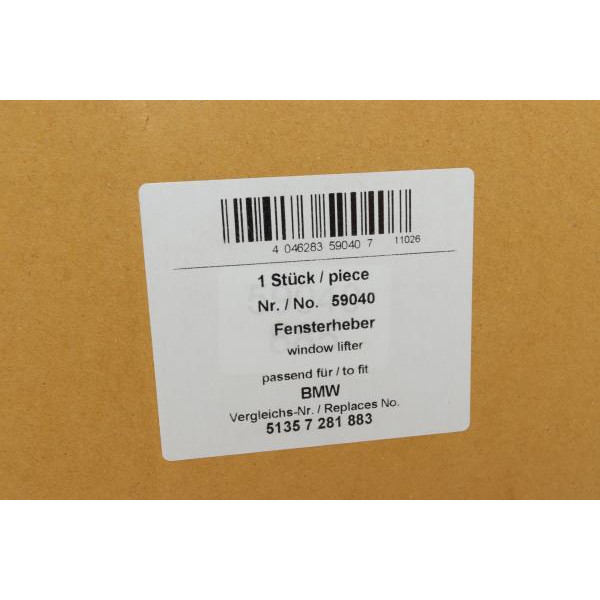 4 046283 59040 7 11026
1 Stück / piece
Nr. / No. 59040
Fensterheber
window lifter
passend für / to fit
BMW
Vergleichs-Nr. / Replaces No.
5135 7 281 883